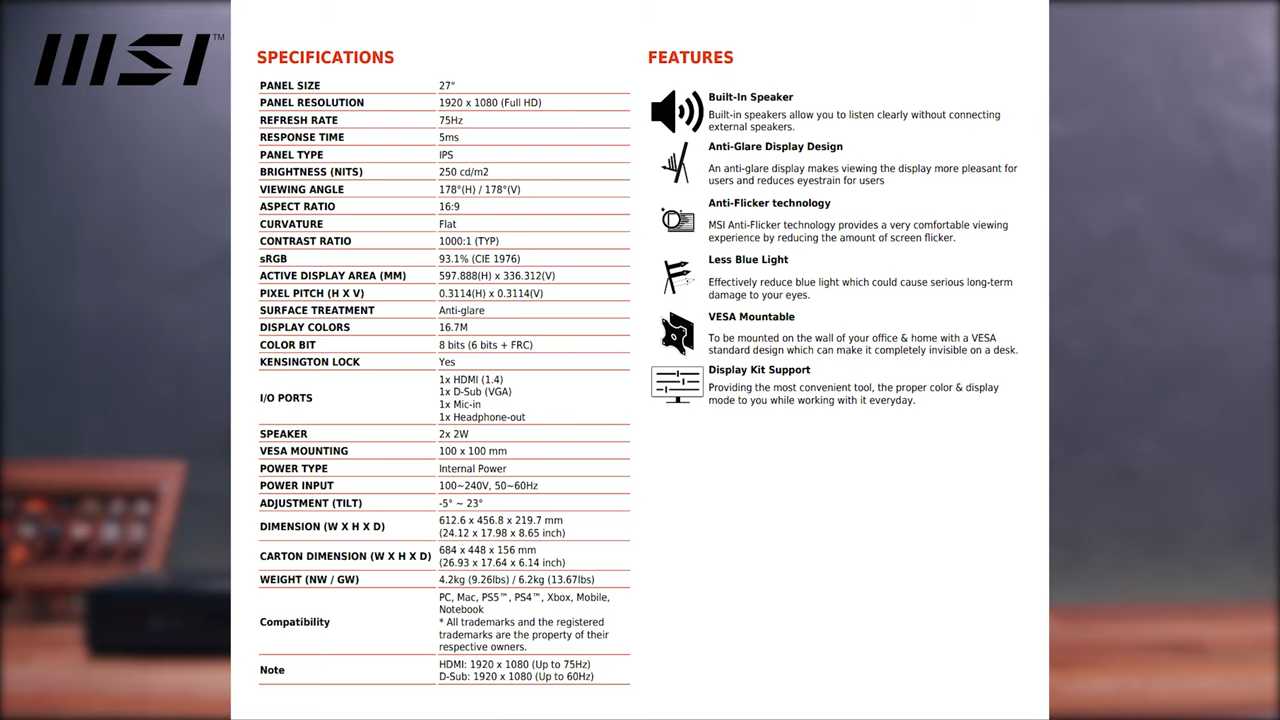 MSI™
SPECIFICATIONS
PANEL SIZE 27"
PANEL RESOLUTION 1920 x 1080 (Full HD)
REFRESH RATE 75Hz
RESPONSE TIME 5ms
PANEL TYPE IPS
BRIGHTNESS (NITS) 250 cd/m2
VIEWING ANGLE 178°(H) / 178°(V)
ASPECT RATIO 16:9
CURVATURE Flat
CONTRAST RATIO 1000:1 (TYP)
sRGB 93.1% (CIE 1976)
ACTIVE DISPLAY AREA (MM) 597.888(H) x 336.312(V)
PIXEL PITCH (H X V) 0.3114(H) x 0.3114(V)
SURFACE TREATMENT Anti-glare
DISPLAY COLORS 16.7M
COLOR BIT 8 bits (6 bits + FRC)
KENSINGTON LOCK Yes
I/O PORTS
1x HDMI (1.4)
1x D-Sub (VGA)
1x Mic-in
1x Headphone-out
SPEAKER 2x 2W
VESA MOUNTING 100 x 100 mm
POWER TYPE Internal Power
POWER INPUT 100~240V, 50~60Hz
ADJUSTMENT (TILT) -5° ~ 23°
DIMENSION (W X H X D)
612.6 x 456.8 x 219.7 mm
(24.12 x 17.98 x 8.65 inch)
CARTON DIMENSION (W X H X D)
684 x 448 x 156 mm
(26.93 x 17.64 x 6.14 inch)
WEIGHT (NW / GW) 4.2kg (9.26lbs) / 6.2kg (13.67lbs)
Compatibility
PC, Mac, PS5™, PS4™, Xbox, Mobile,
Notebook
* All trademarks and the registered
trademarks are the property of their
respective owners.
Note
HDMI: 1920 x 1080 (Up to 75Hz)
D-Sub: 1920 x 1080 (Up to 60Hz)
FEATURES
Built-In Speaker
Built-in speakers allow you to listen clearly without connecting
external speakers.
Anti-Glare Display Design
An anti-glare display makes viewing the display more pleasant for
users and reduces eyestrain for users
Anti-Flicker technology
MSI Anti-Flicker technology provides a very comfortable viewing
experience by reducing the amount of screen flicker.
Less Blue Light
Effectively reduce blue light which could cause serious long-term
damage to your eyes.
VESA Mountable
To be mounted on the wall of your office & home with a VESA
standard design which can make it completely invisible on a desk.
Display Kit Support
Providing the most convenient tool, the proper color & display
mode to you while working with it everyday.